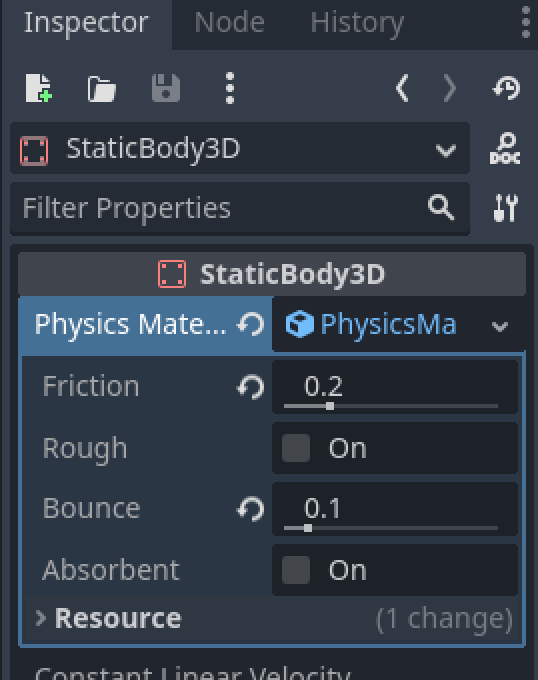 Inspector Node History
DOC
StaticBody3D
Filter Properties
StaticBody3D
Physics Mate... PhysicsMa
Friction 0.2
Rough On
Bounce 0.1
Absorbent On
Resource (1 change)
Constant Linear Velocity